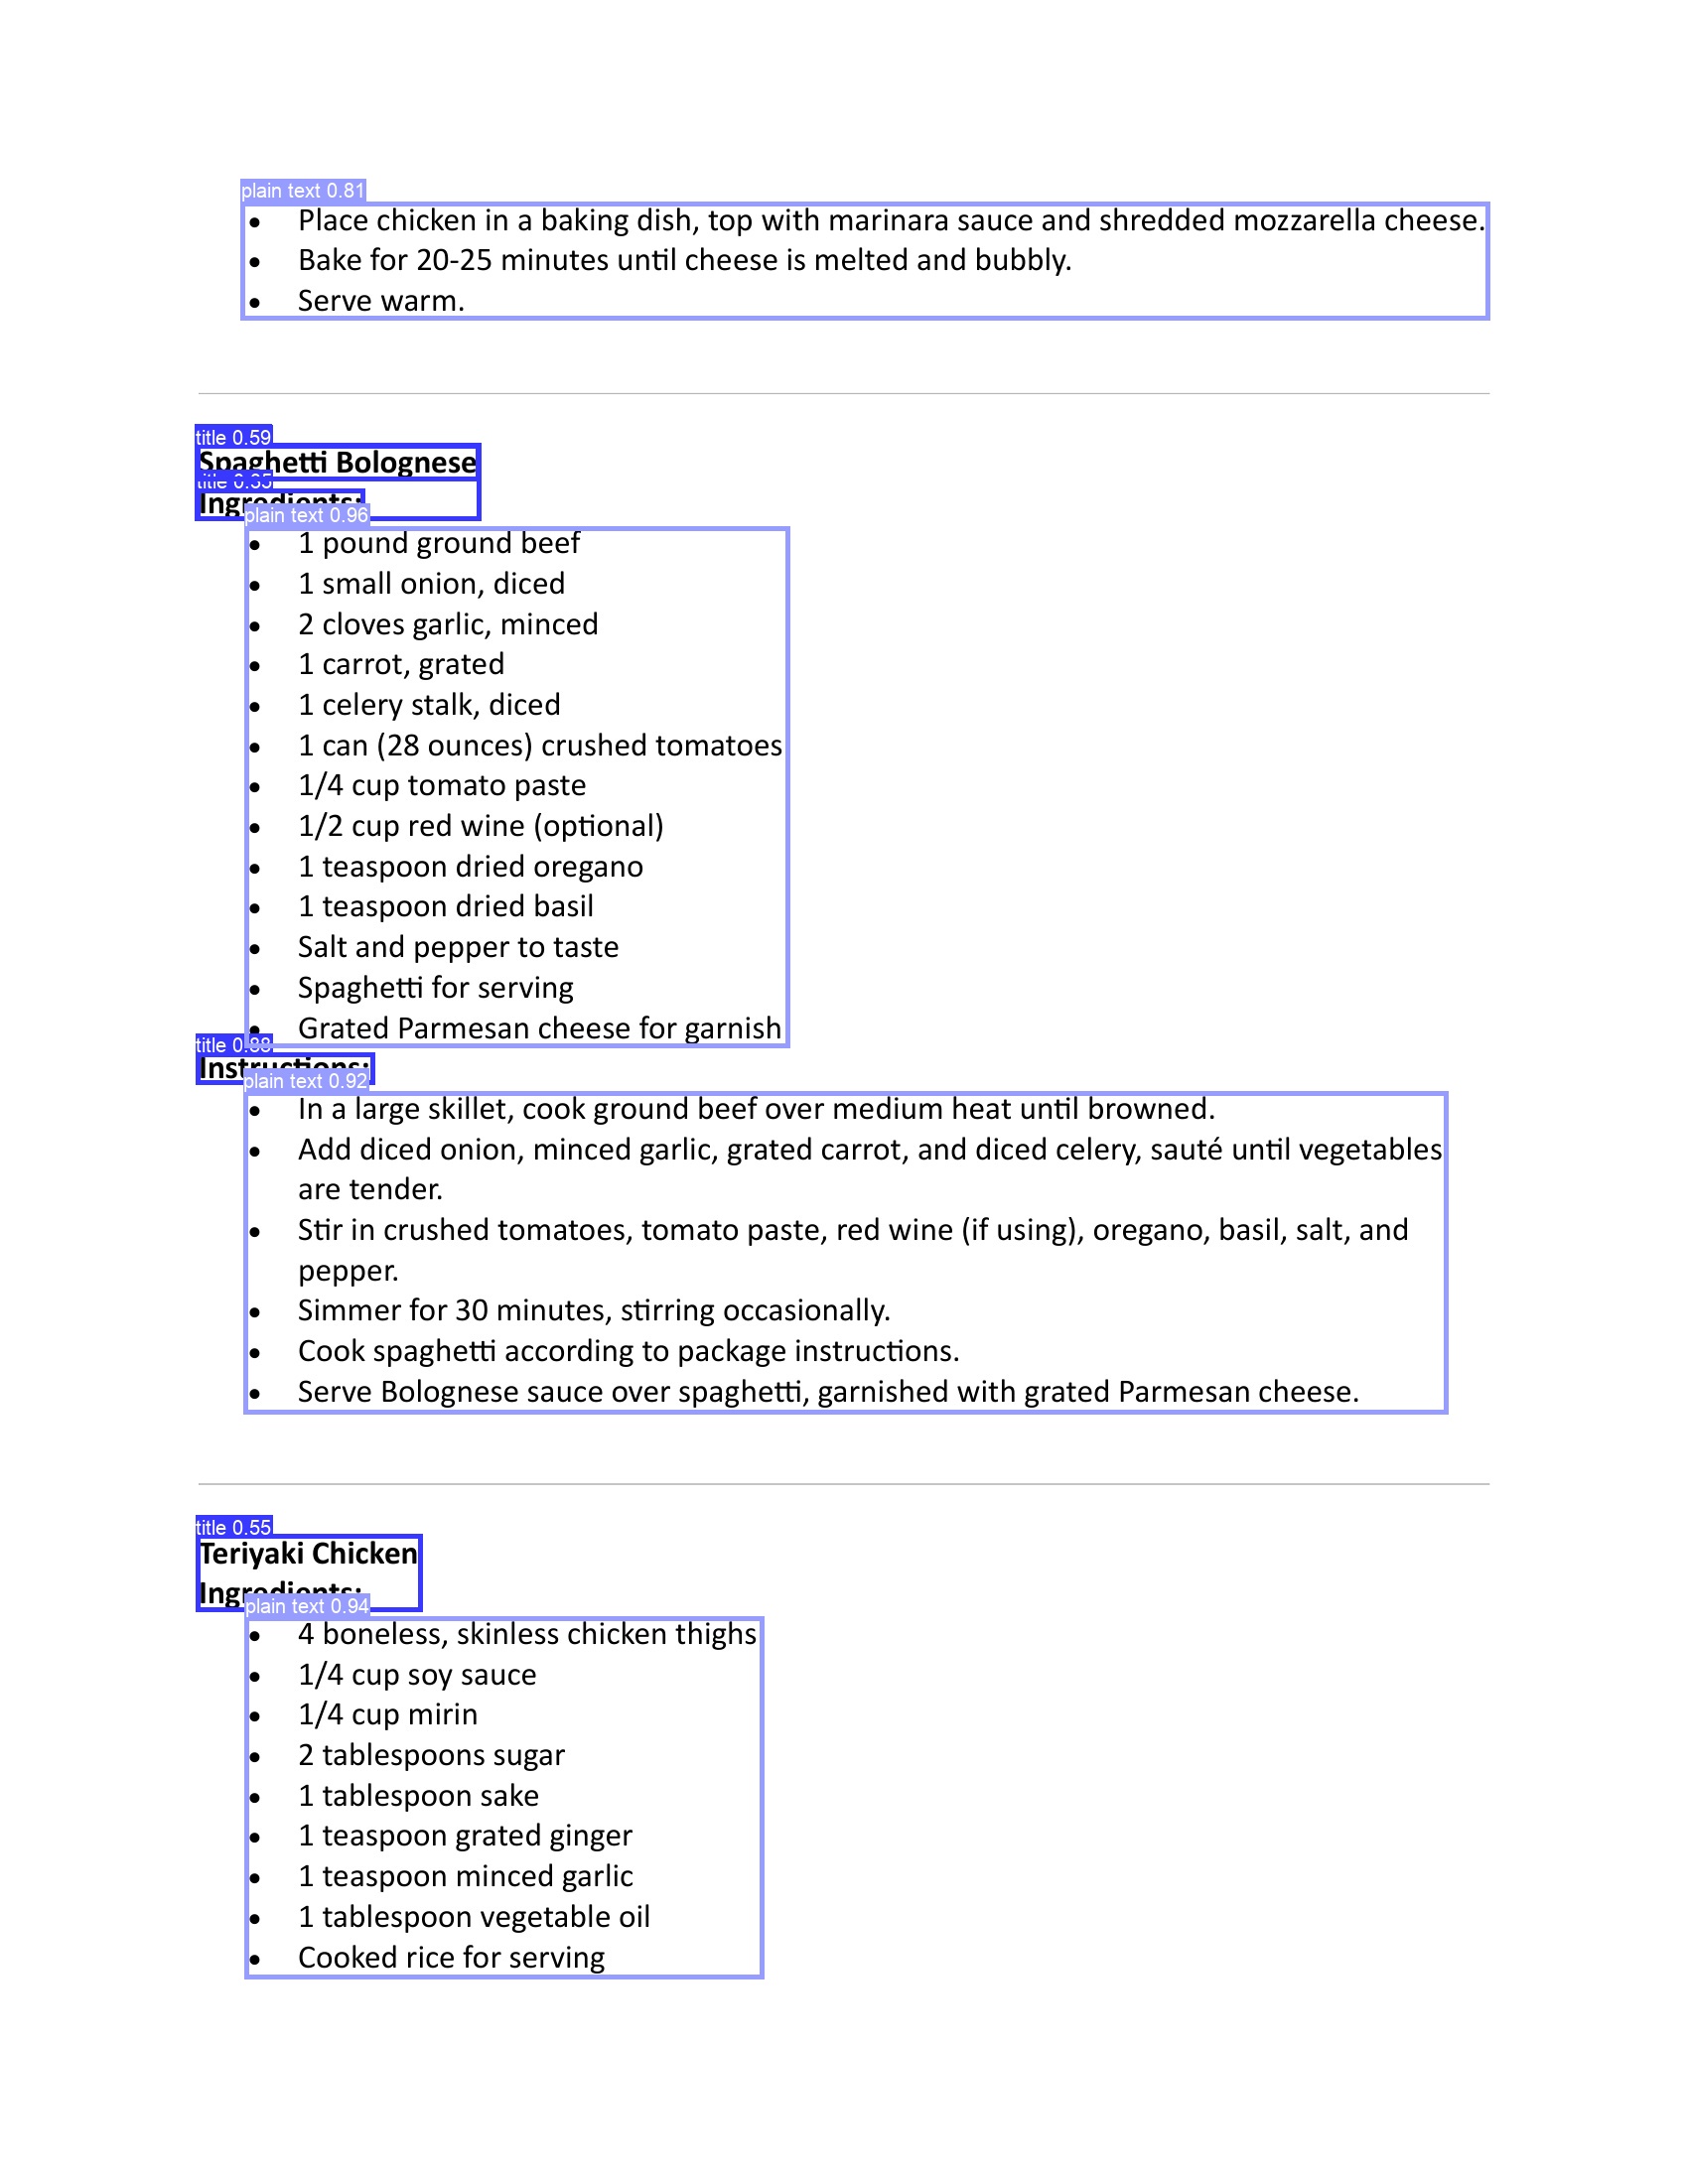 plain text 0.81
• Place chicken in a baking dish, top with marinara sauce and shredded mozzarella cheese.
• Bake for 20-25 minutes until cheese is melted and bubbly.
• Serve warm.
title 0.59
Spaghetti Bolognese
title
Ingredients:
plain text 0.96
• 1 pound ground beef
• 1 small onion, diced
• 2 cloves garlic, minced
• 1 carrot, grated
• 1 celery stalk, diced
• 1 can (28 ounces) crushed tomatoes
• 1/4 cup tomato paste
• 1/2 cup red wine (optional)
• 1 teaspoon dried oregano
• 1 teaspoon dried basil
• Salt and pepper to taste
• Spaghetti for serving
• Grated Parmesan cheese for garnish
title 0.88
Instructions:
plain text 0.92
• In a large skillet, cook ground beef over medium heat until browned.
• Add diced onion, minced garlic, grated carrot, and diced celery, sauté until vegetables
are tender.
• Stir in crushed tomatoes, tomato paste, red wine (if using), oregano, basil, salt, and
pepper.
• Simmer for 30 minutes, stirring occasionally.
• Cook spaghetti according to package instructions.
• Serve Bolognese sauce over spaghetti, garnished with grated Parmesan cheese.
title 0.55
Teriyaki Chicken
Ingredients:
plain text 0.94
• 4 boneless, skinless chicken thighs
• 1/4 cup soy sauce
• 1/4 cup mirin
• 2 tablespoons sugar
• 1 tablespoon sake
• 1 teaspoon grated ginger
• 1 teaspoon minced garlic
• 1 tablespoon vegetable oil
• Cooked rice for serving